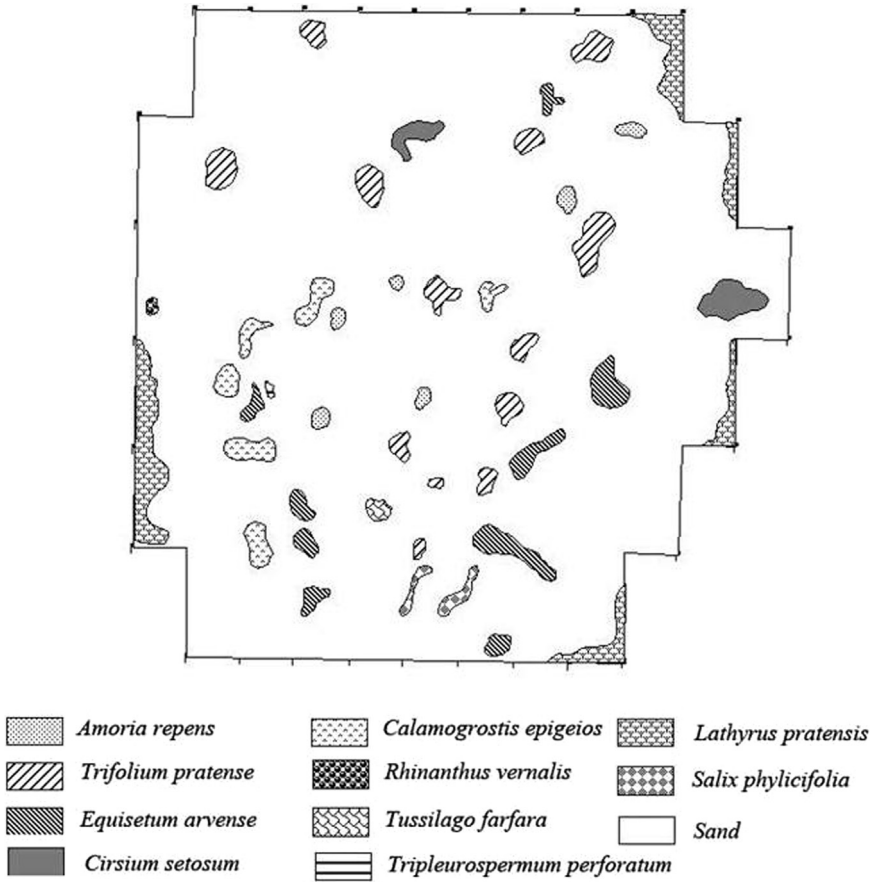 Amoria repens
Calamogrostis epigeios
Lathyrus pratensis
Trifolium pratense
Rhinanthus vernalis
Salix phylicifolia
Equisetum arvense
Tussilago farfara
Sand
Cirsium setosum
Tripleurospermum perforatum